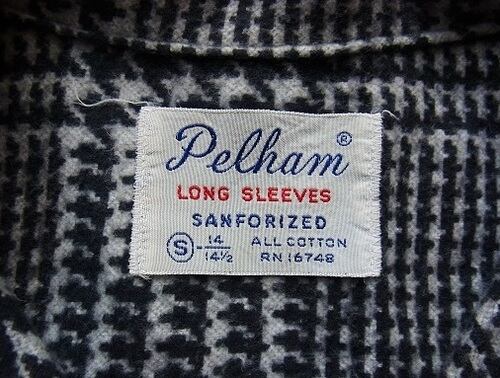 Pelham®
LONG SLEEVES
SANFORIZED
S 14/14½ ALL COTTON
RN 16748